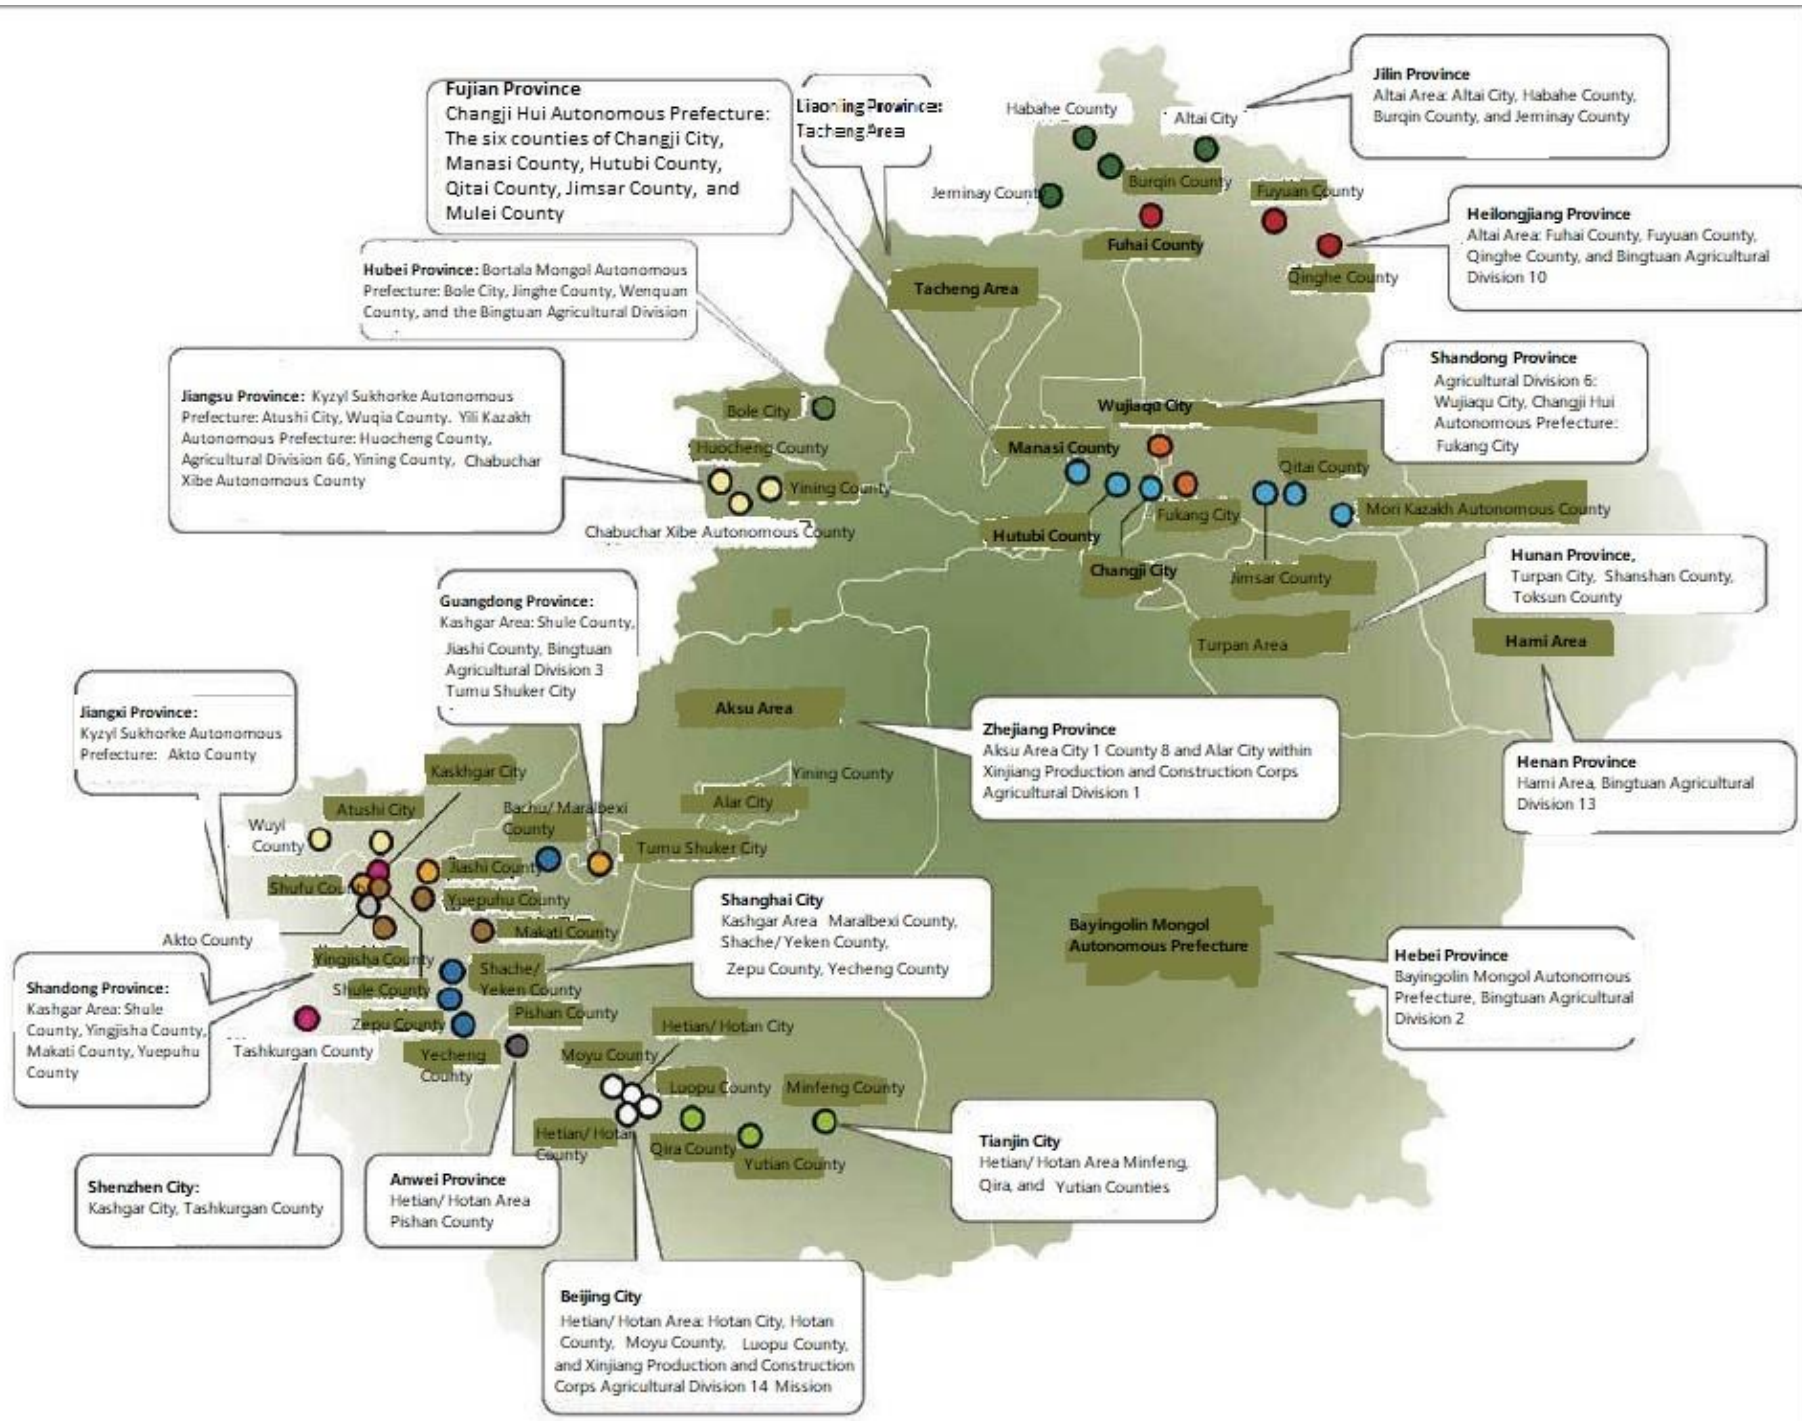 Fujian Province
Changji Hui Autonomous Prefecture:
The six counties of Changji City,
Manasi County, Hutubi County,
Qitai County, Jimsar County, and
Mulei County
Liaoning Province:
Tacheng Area
Habahe County
Altai City
Jilin Province
Altai Area: Altai City, Habahe County,
Burqin County, and Jeminay County
Jeminay County
Burqin County
Fuyuan County
Fuhai County
Qinghe County
Heilongjiang Province
Altai Area: Fuhai County, Fuyuan County,
Qinghe County, and Bingtuan Agricultural
Division 10
Hubei Province: Bortala Mongol Autonomous
Prefecture: Bole City, Jinghe County, Wenquan
County, and the Bingtuan Agricultural Division
Tacheng Area
Jiangsu Province: Kyzyl Sukhorke Autonomous
Prefecture: Atushi City, Wuqia County. Yili Kazakh
Autonomous Prefecture: Huocheng County,
Agricultural Division 66, Yining County, Chabuchar
Xibe Autonomous County
Bole City
Huocheng County
Yining County
Chabuchar Xibe Autonomous County
Wujiaqu City
Manasi County
Shandong Province
Agricultural Division 6:
Wujiaqu City, Changji Hui
Autonomous Prefecture:
Fukang City
Qitai County
Mori Kazakh Autonomous County
Fukang City
Hutubi County
Changji City
Jimsar County
Hunan Province,
Turpan City, Shanshan County,
Toksun County
Turpan Area
Hami Area
Guangdong Province:
Kashgar Area: Shule County,
Jiashi County, Bingtuan
Agricultural Division 3
Tumu Shuker City
Jiangxi Province:
Kyzyl Sukhorke Autonomous
Prefecture: Akto County
Aksu Area
Zhejiang Province
Aksu Area City 1 County 8 and Alar City within
Xinjiang Production and Construction Corps
Agricultural Division 1
Henan Province
Hami Area, Bingtuan Agricultural
Division 13
Kaskhgar City
Atushi City
Yining County
Alar City
Bachu/ Maralbexi
County
Wuyl
County
Tumu Shuker City
Jiashi County
Shufu County
Yuepuhu County
Makati County
Akto County
Shanghai City
Kashgar Area Maralbexi County,
Shache/ Yeken County,
Zepu County, Yecheng County
Bayingolin Mongol
Autonomous Prefecture
Hebei Province
Bayingolin Mongol Autonomous
Prefecture, Bingtuan Agricultural
Division 2
Yingjisha County
Shache/
Yeken County
Shule County
Zepu County
Pishan County
Shandong Province:
Kashgar Area: Shule
County, Yingjisha County,
Makati County, Yuepuhu
County
Tashkurgan County
Yecheng
County
Hetian/ Hotan City
Moyu County
Luopu County
Minfeng County
Hetian/ Hotan
County
Qira County
Yutian County
Tianjin City
Hetian/ Hotan Area Minfeng,
Qira, and Yutian Counties
Shenzhen City:
Kashgar City, Tashkurgan County
Anwei Province
Hetian/ Hotan Area
Pishan County
Beijing City
Hetian/ Hotan Area: Hotan City, Hotan
County, Moyu County, Luopu County,
and Xinjiang Production and Construction
Corps Agricultural Division 14 Mission